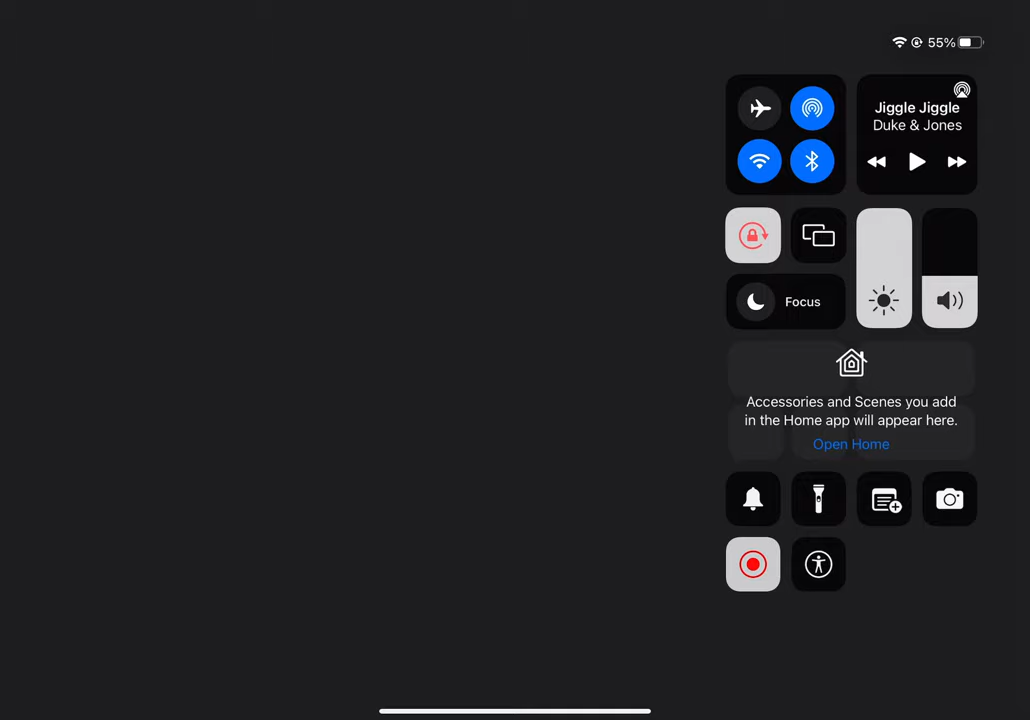 55%
Jiggle Jiggle
Duke & Jones
Focus
Accessories and Scenes you add
in the Home app will appear here.
Open Home